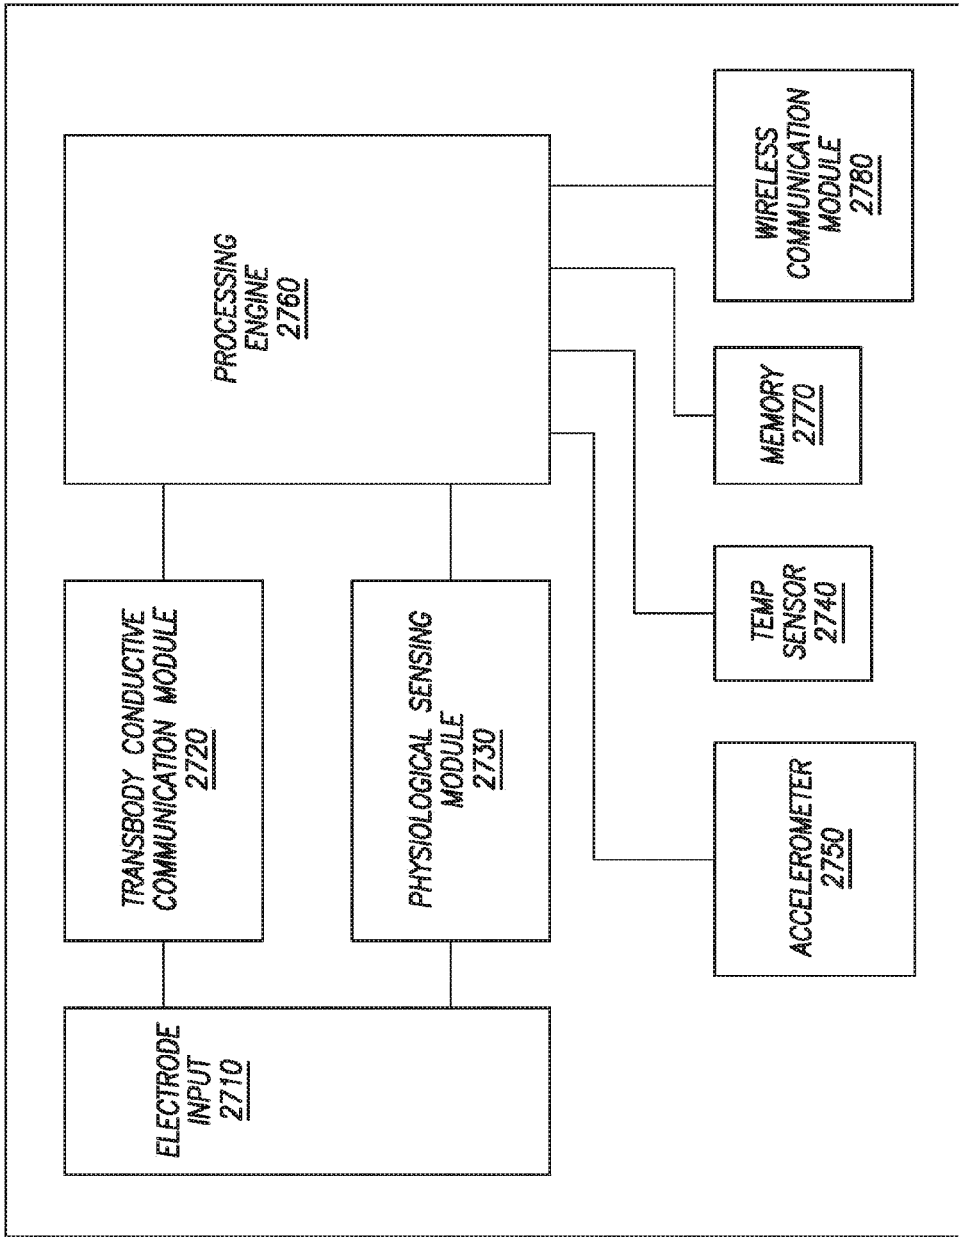 ELECTRODE
INPUT
2710
TRANSBODY CONDUCTIVE
COMMUNICATION MODULE
2720
PHYSIOLOGICAL SENSING
MODULE
2730
PROCESSING
ENGINE
2760
ACCELEROMETER
2750
TEMP
SENSOR
2740
MEMORY
2770
WIRELESS
COMMUNICATION
MODULE
2780